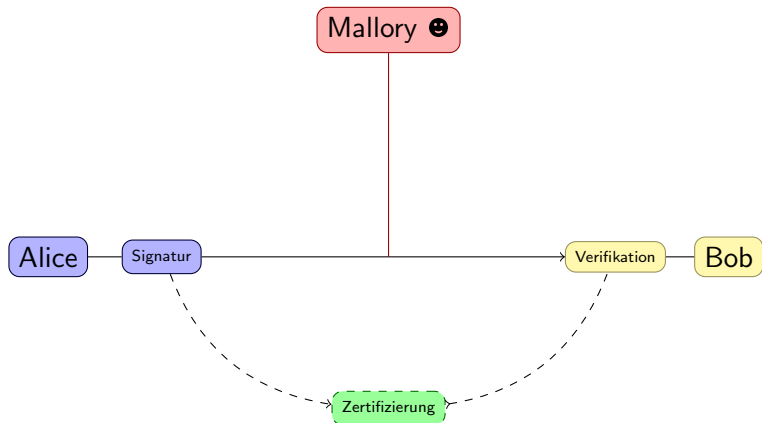 Mallory ☻
Alice
Signatur
Verifikation
Bob
Zertifizierung